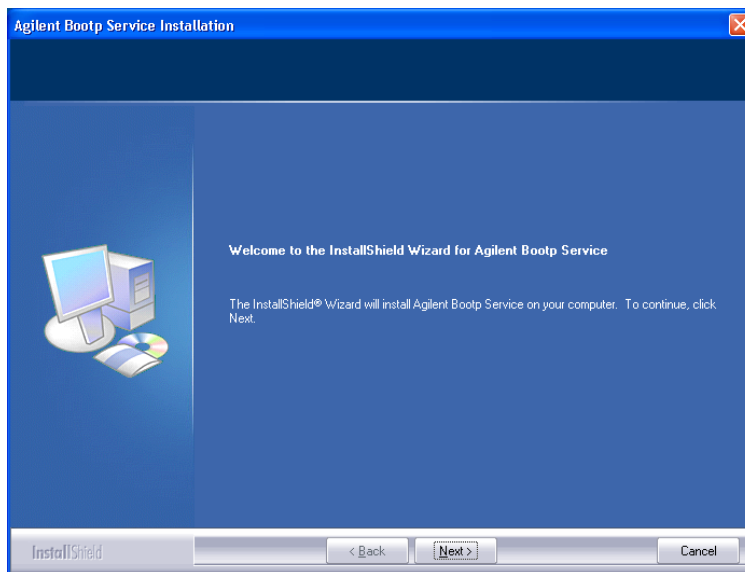 Agilent Bootp Service Installation
Welcome to the InstallShield Wizard for Agilent Bootp Service
The InstallShield® Wizard will install Agilent Bootp Service on your computer. To continue, click
Next.
InstallShield
< Back
Next >
Cancel